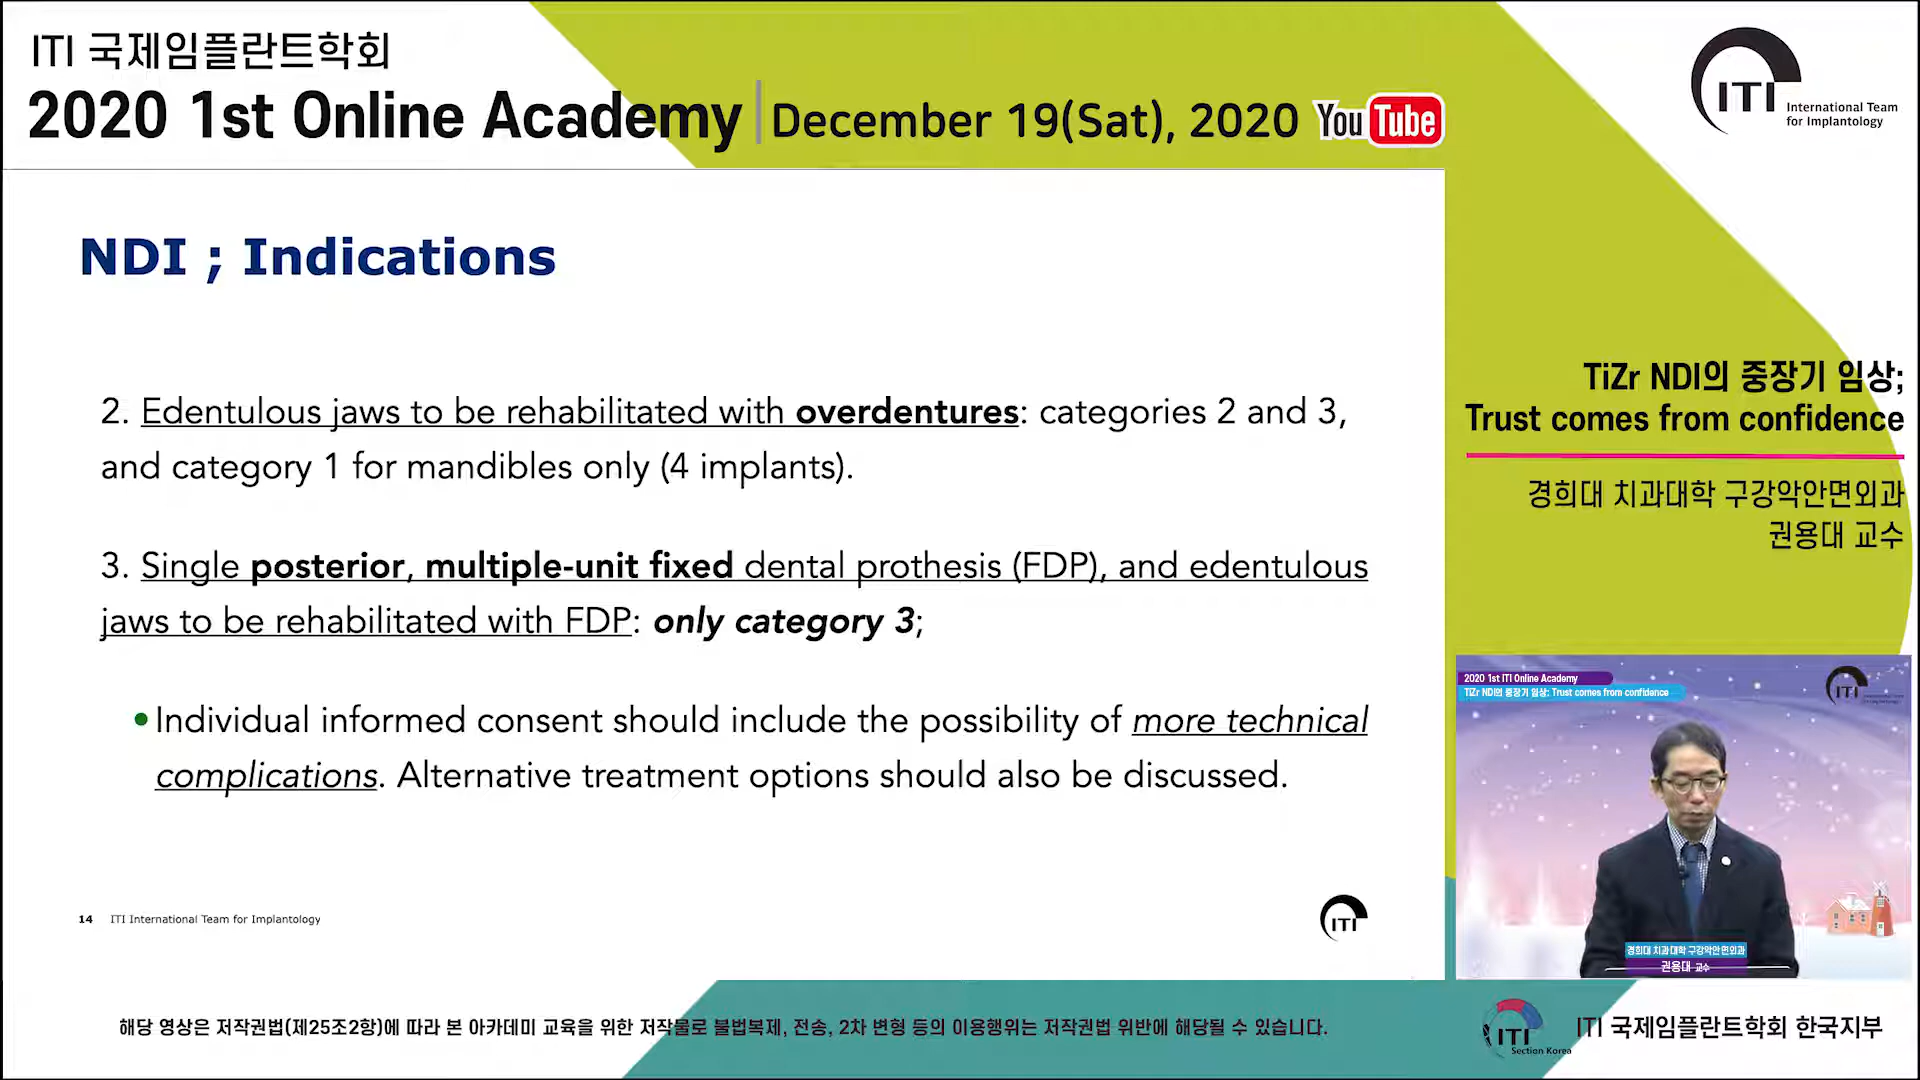 ITI 국제임플란트학회
2020 1st Online Academy
December 19(Sat), 2020 YouTube
ITI International Team
for Implantology
NDI ; Indications
2. Edentulous jaws to be rehabilitated with overdentures: categories 2 and 3,
and category 1 for mandibles only (4 implants).
3. Single posterior, multiple-unit fixed dental prothesis (FDP), and edentulous
jaws to be rehabilitated with FDP: only category 3;
•Individual informed consent should include the possibility of more technical
complications. Alternative treatment options should also be discussed.
14 ITI International Team for Implantology
ITI
TiZr NDI의 중장기 임상;
Trust comes from confidence
경희대 치과대학 구강악안면외과
권용대 교수
2020 1st ITI Online Academy
TiZr NDI의 중장기 임상; Trust comes from confidence
ITI
경희대 치과대학 구강악안면외과
권용대 교수
해당 영상은 저작권법(제25조2항)에 따라 본 아카데미 교육을 위한 저작물로 불법복제, 전송, 2차 변형 등의 이용행위는 저작권법 위반에 해당될 수 있습니다.
ITI
Section Korea
ITI 국제임플란트학회 한국지부